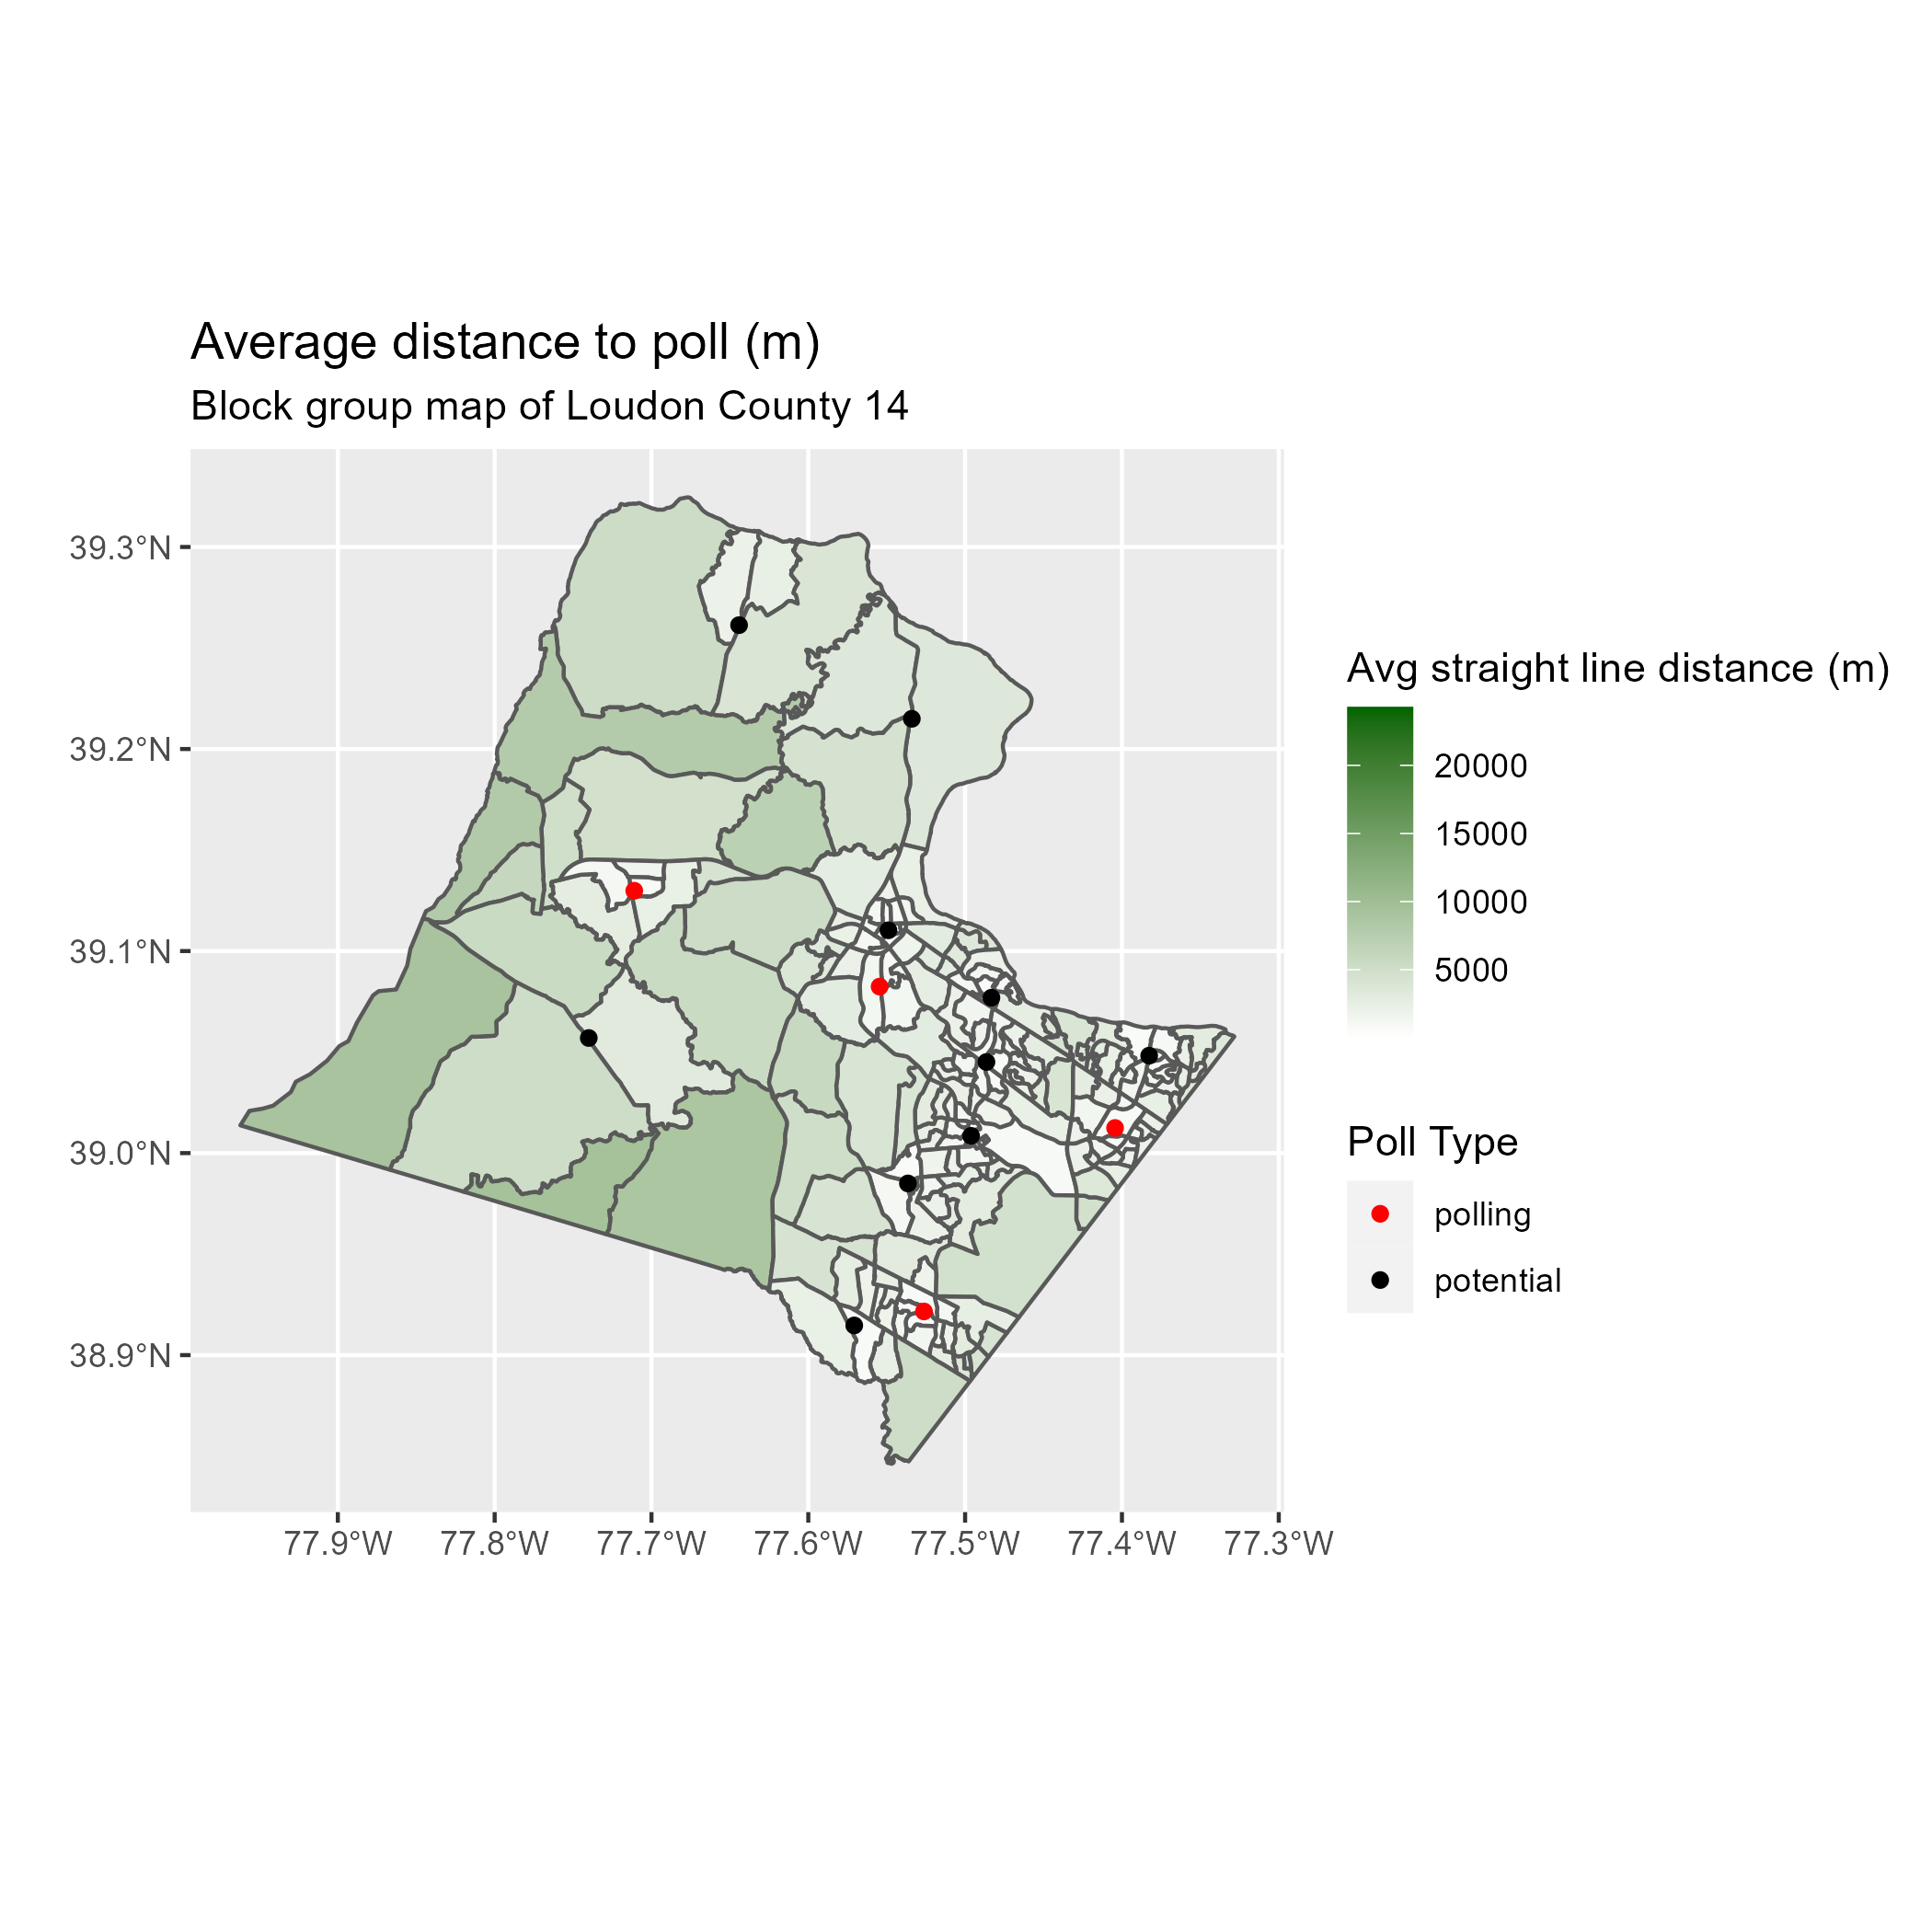 Average distance to poll (m)
Block group map of Loudon County 14
39.3°N
39.2°N
39.1°N
39.0°N
38.9°N
77.9°W 77.8°W 77.7°W 77.6°W 77.5°W 77.4°W 77.3°W
Avg straight line distance (m)
20000
15000
10000
5000
Poll Type
polling
potential